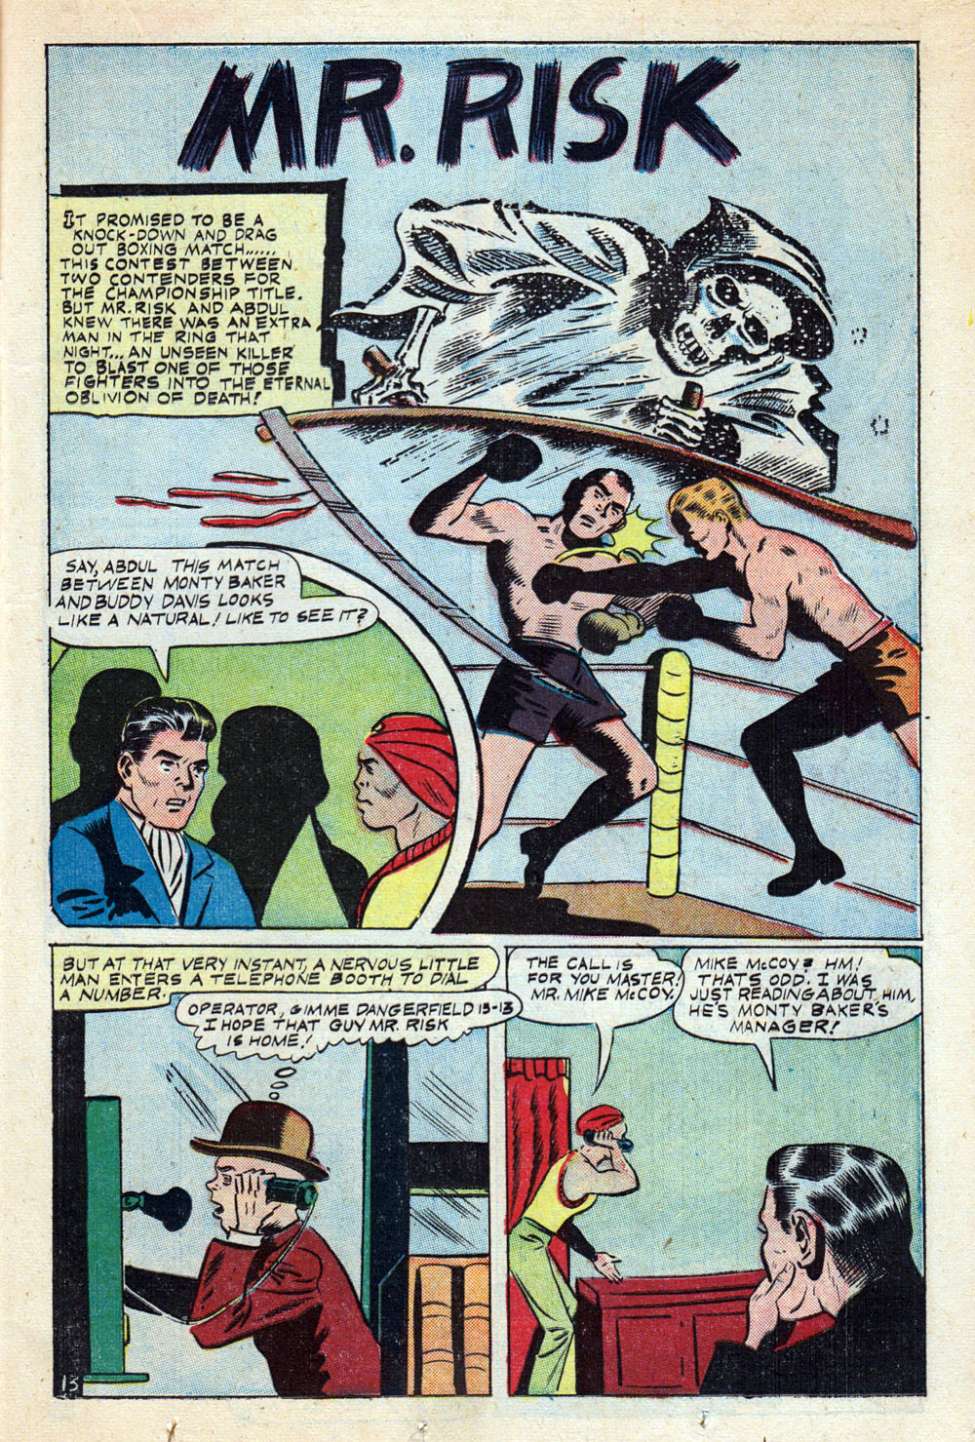 MR. RISK
IT PROMISED TO BE A
KNOCK-DOWN AND DRAG
OUT BOXING MATCH......
THIS CONTEST BETWEEN
TWO CONTENDERS FOR
THE CHAMPIONSHIP TITLE.
BUT MR. RISK AND ABDUL
KNEW THERE WAS AN EXTRA
MAN IN THE RING THAT
NIGHT... AN UNSEEN KILLER
TO BLAST ONE OF THOSE
FIGHTERS INTO THE ETERNAL
OBLIVION OF DEATH!
SAY, ABDUL THIS MATCH
BETWEEN MONTY BAKER
AND BUDDY DAVIS LOOKS
LIKE A NATURAL! LIKE TO SEE IT?
BUT AT THAT VERY INSTANT, A NERVOUS LITTLE
MAN ENTERS A TELEPHONE BOOTH TO DIAL
A NUMBER.
OPERATOR, GIMME DANGERFIELD 13-13
I HOPE THAT GUY MR. RISK
IS HOME!
THE CALL IS
FOR YOU MASTER!
MR. MIKE McCOY.
MIKE McCOY? HM!
THATS ODD. I WAS
JUST READING ABOUT HIM,
HE'S MONTY BAKER'S
MANAGER!